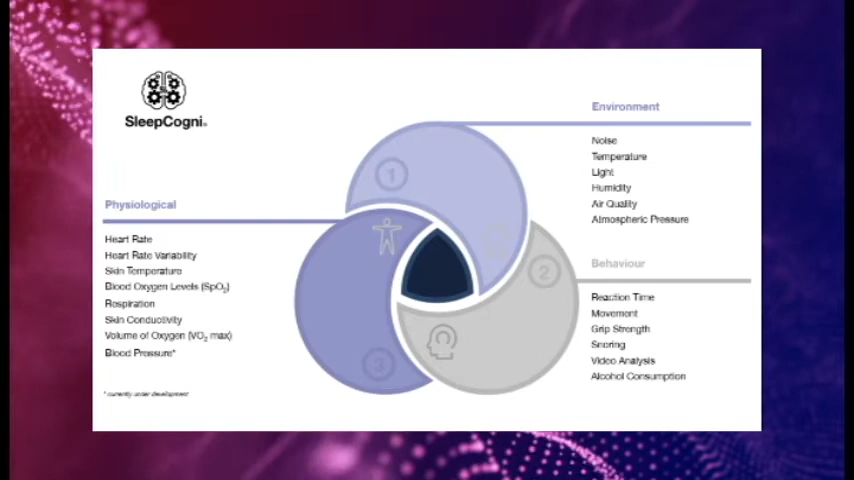 SleepCogni®
Environment
Noise
Temperature
Light
Humidity
Air Quality
Atmospheric Pressure
1
Physiological
Heart Rate
Heart Rate Variability
Skin Temperature
Blood Oxygen Levels (SpO₂)
Respiration
Skin Conductivity
Volume of Oxygen (VO₂ max)
Blood Pressure*
* currently under development
Behaviour
2
Reaction Time
Movement
Grip Strength
Snoring
Video Analysis
Alcohol Consumption
3